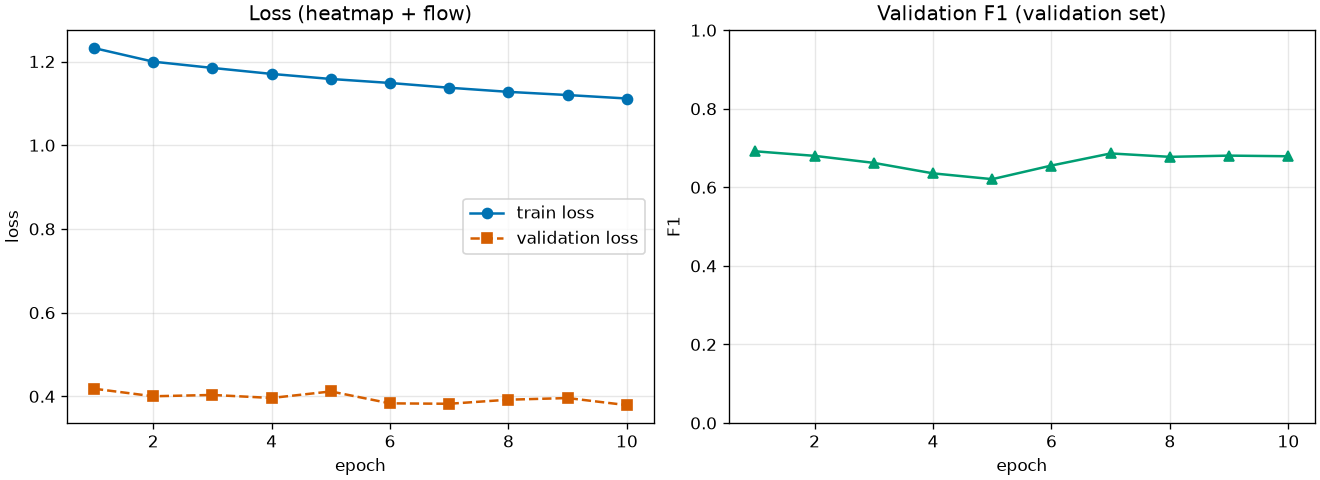 Loss (heatmap + flow)
1.2
1.0
0.8
0.6
0.4
loss
train loss
validation loss
2 4 6 8 10
epoch
Validation F1 (validation set)
1.0
0.8
0.6
0.4
0.2
0.0
F1
2 4 6 8 10
epoch